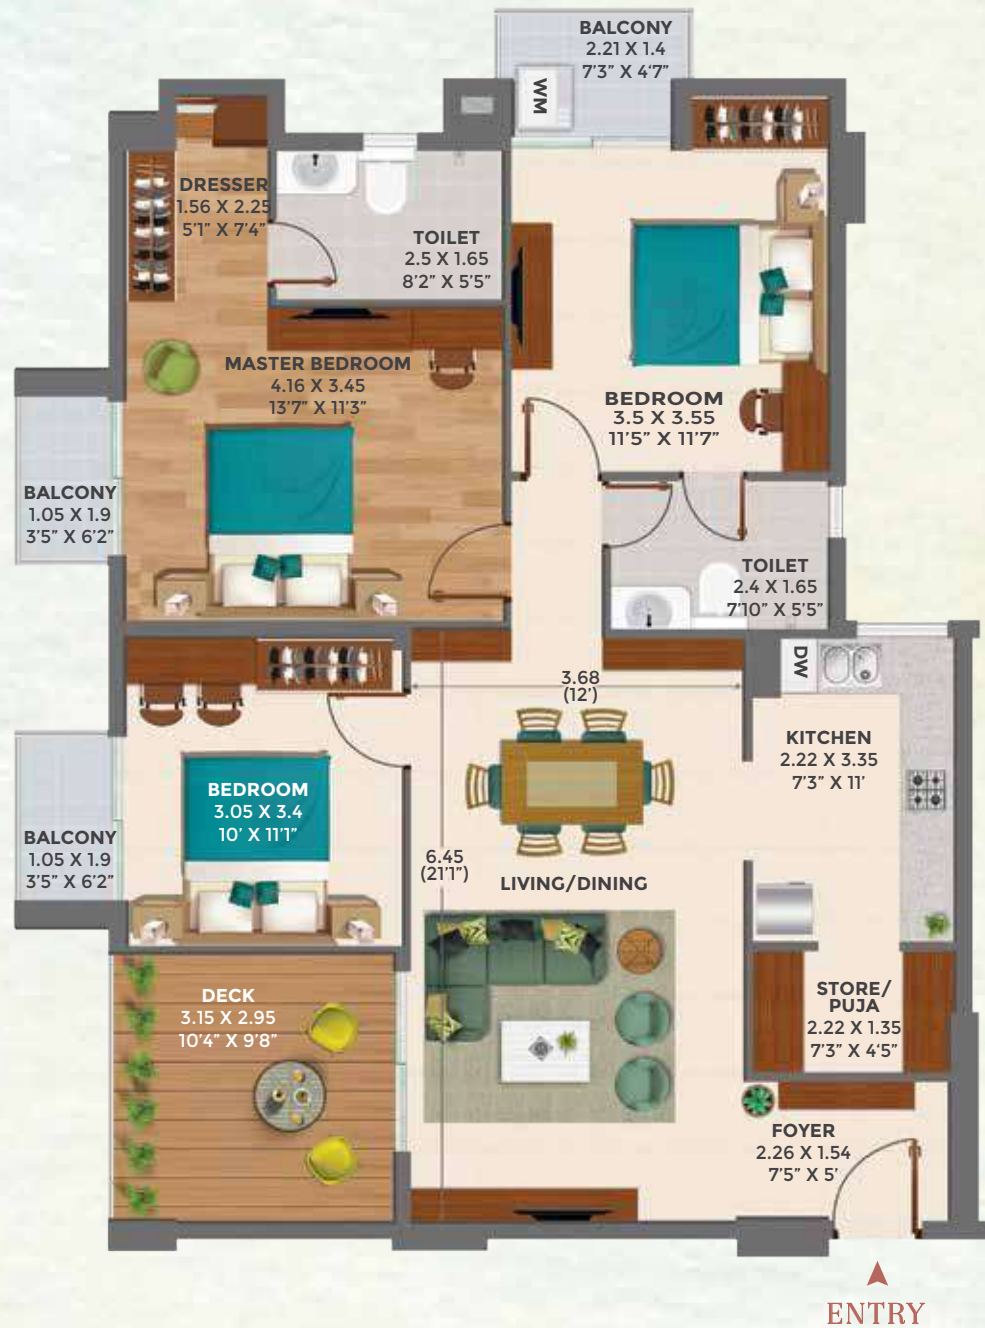 BALCONY
2.21 X 1.4
7'3” X 4‘7”
WM
DRESSER
1.56 X 2.25
5'1” X 7'4”
TOILET
2.5 X 1.65
8'2” X 5'5”
MASTER BEDROOM
4.16 X 3.45
13'7” X 11'3”
BEDROOM
3.5 X 3.55
11'5” X 11'7”
BALCONY
1.05 X 1.9
3'5” X 6'2”
TOILET
2.4 X 1.65
7'10” X 5'5”
DW
3.68
(12')
KITCHEN
2.22 X 3.35
7'3” X 11'
BEDROOM
3.05 X 3.4
10' X 11'1”
BALCONY
1.05 X 1.9
3'5” X 6'2”
6.45
(21'1”)
LIVING/DINING
DECK
3.15 X 2.95
10'4” X 9'8”
STORE/
PUJA
2.22 X 1.35
7'3” X 4‘5”
FOYER
2.26 X 1.54
7'5” X 5'
ENTRY